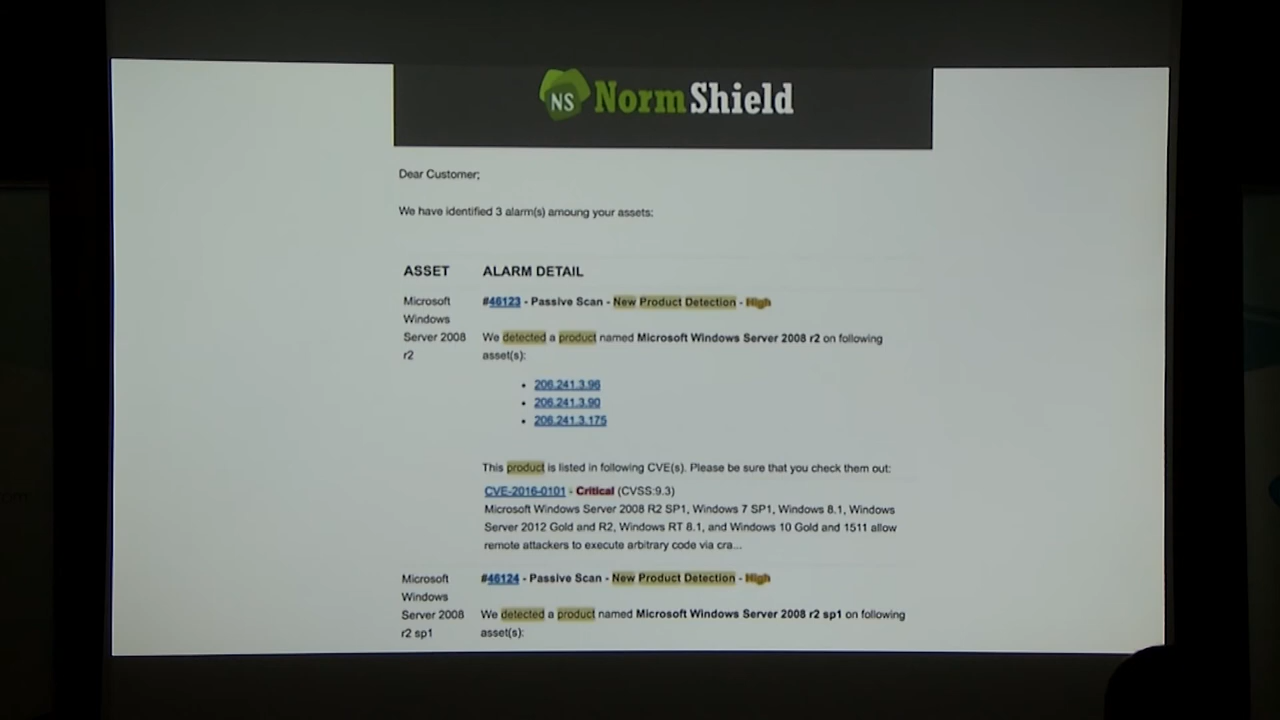 NS NormShield
Dear Customer;
We have identified 3 alarm(s) amoung your assets:
ASSET ALARM DETAIL
Microsoft
Windows
Server 2008
r2
#46123 - Passive Scan - New Product Detection - High
We detected a product named Microsoft Windows Server 2008 r2 on following
asset(s):
• 206.241.3.96
• 206.241.3.90
• 206.241.3.175
This product is listed in following CVE(s). Please be sure that you check them out:
CVE-2016-0101 - Critical (CVSS:9.3)
Microsoft Windows Server 2008 R2 SP1, Windows 7 SP1, Windows 8.1, Windows
Server 2012 Gold and R2, Windows RT 8.1, and Windows 10 Gold and 1511 allow
remote attackers to execute arbitrary code via cra...
Microsoft
Windows
Server 2008
r2 sp1
#46124 - Passive Scan - New Product Detection - High
We detected a product named Microsoft Windows Server 2008 r2 sp1 on following
asset(s):